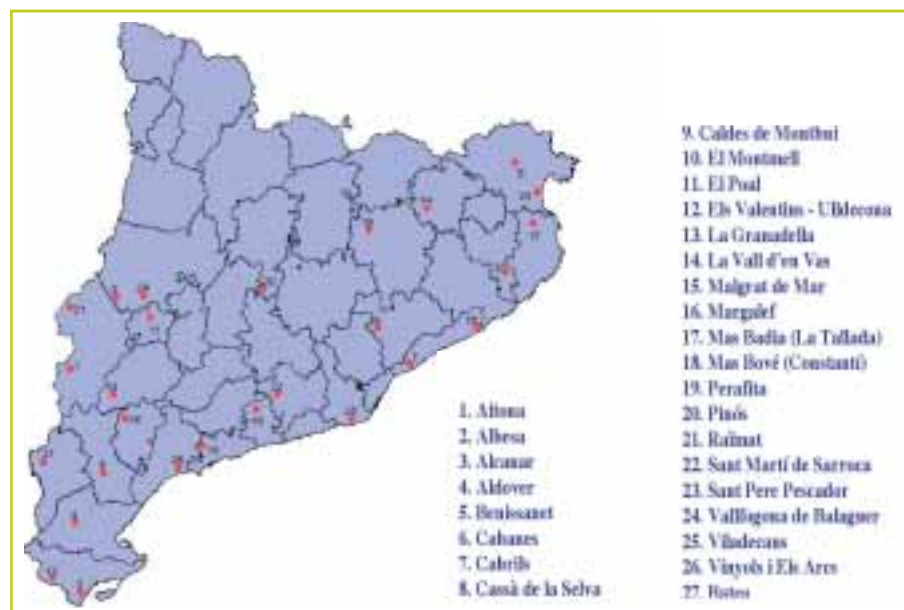 1. Aitona
2. Albesa
3. Alcanar
4. Aldover
5. Benissanet
6. Cabanes
7. Cabrils
8. Cassà de la Selva
9. Caldes de Montbui
10. El Montmell
11. El Poal
12. Els Valentins - Ulldecona
13. La Granadella
14. La Vall d'en Vas
15. Malgrat de Mar
16. Margalef
17. Mas Badia (La Tallada)
18. Mas Bové (Constantí)
19. Perafita
20. Pinós
21. Raïmat
22. Sant Martí de Sarroca
23. Sant Pere Pescador
24. Vallfogona de Balaguer
25. Viladecans
26. Vinyols i Els Arcs
27. Batea